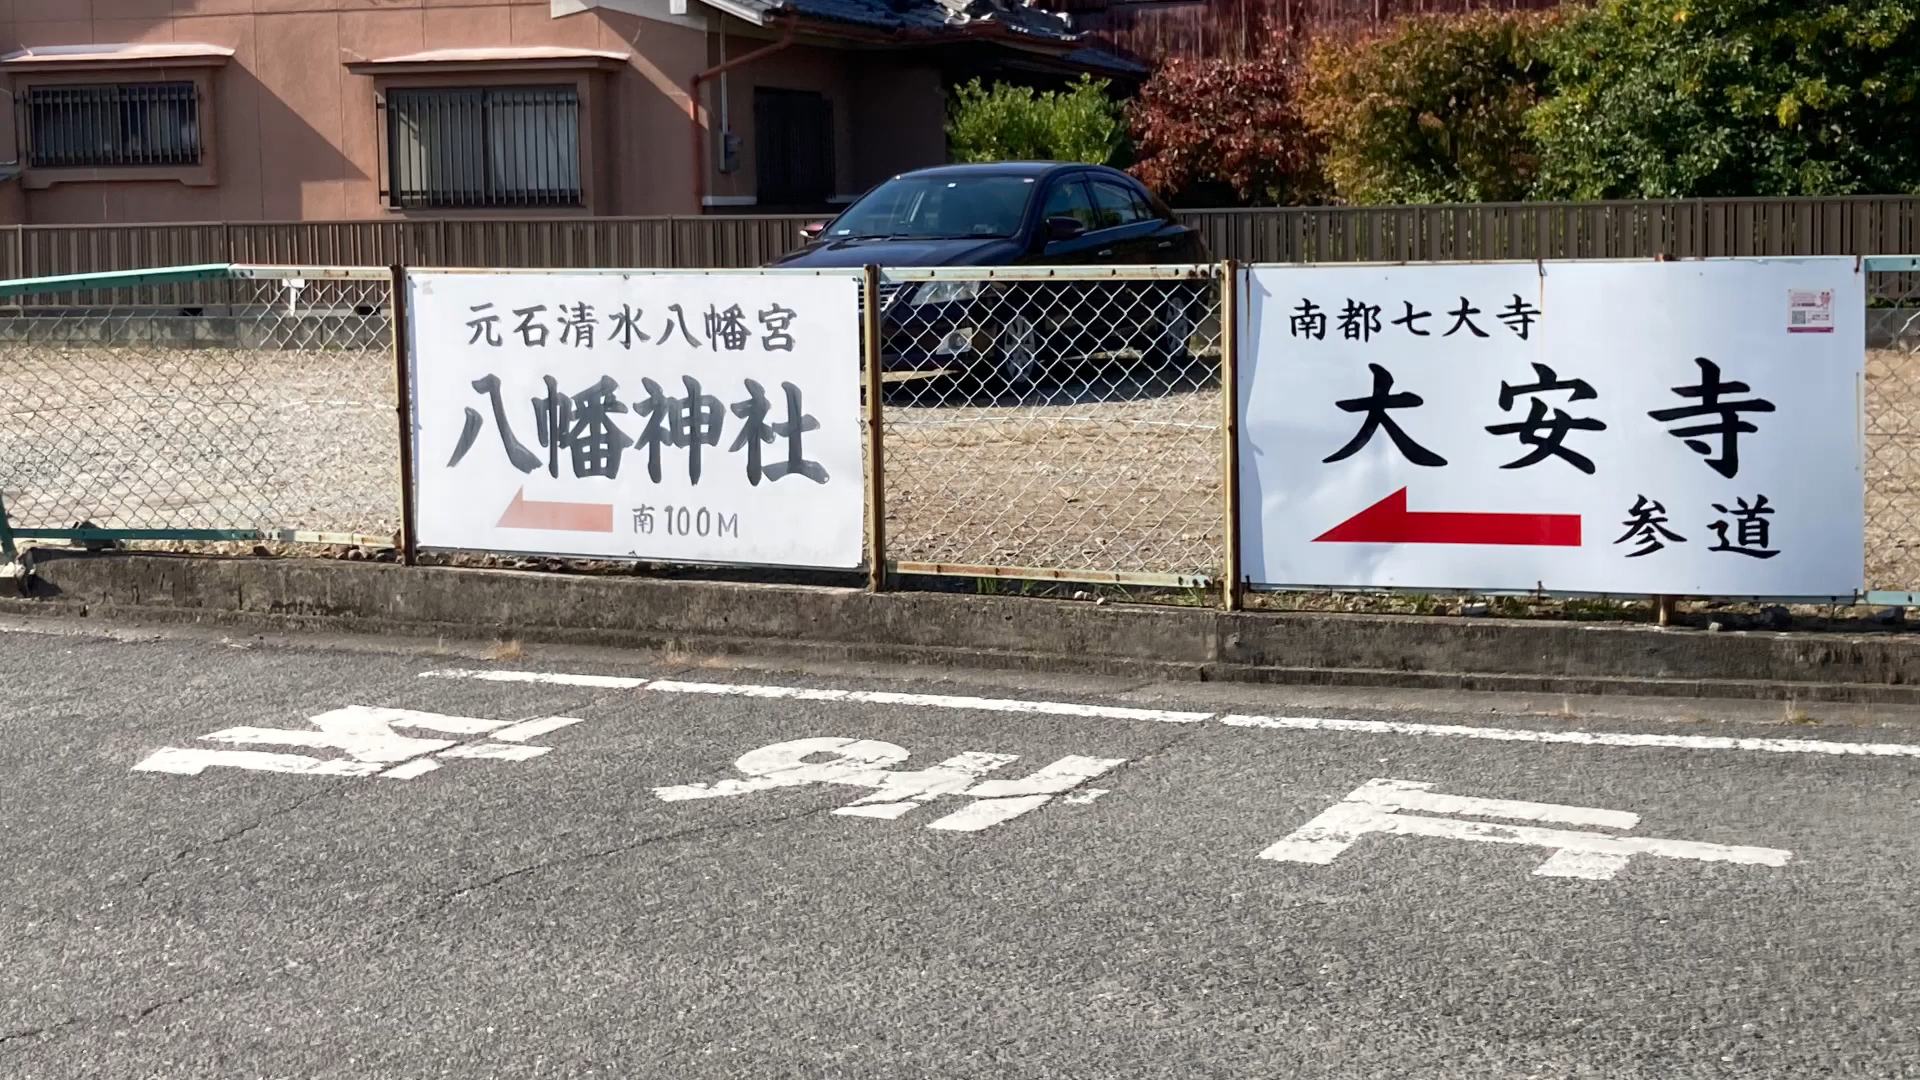 元石清水八幡宮
八幡神社
南100M
南都七大寺
大安寺
参道
止まれ